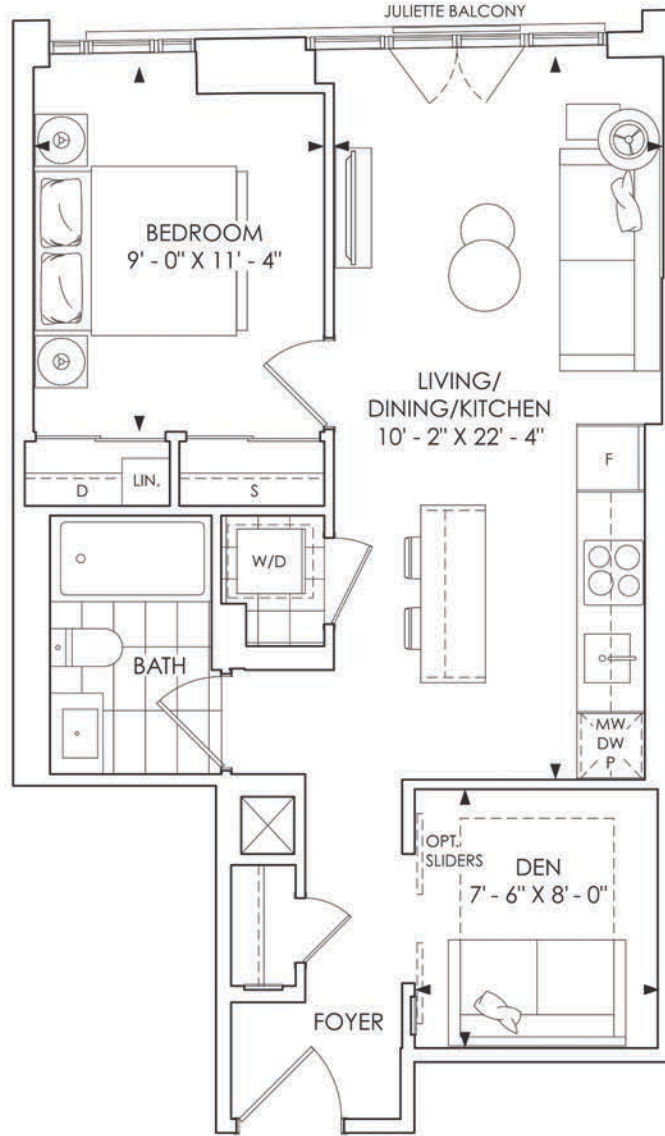 JULIETTE BALCONY
BEDROOM
9' - 0" X 11' - 4"
LIVING/
DINING/KITCHEN
10' - 2" X 22' - 4"
F
D
LIN.
S
W/D
BATH
MW
DW
P
OPT.
SLIDERS
DEN
7' - 6" X 8' - 0"
FOYER